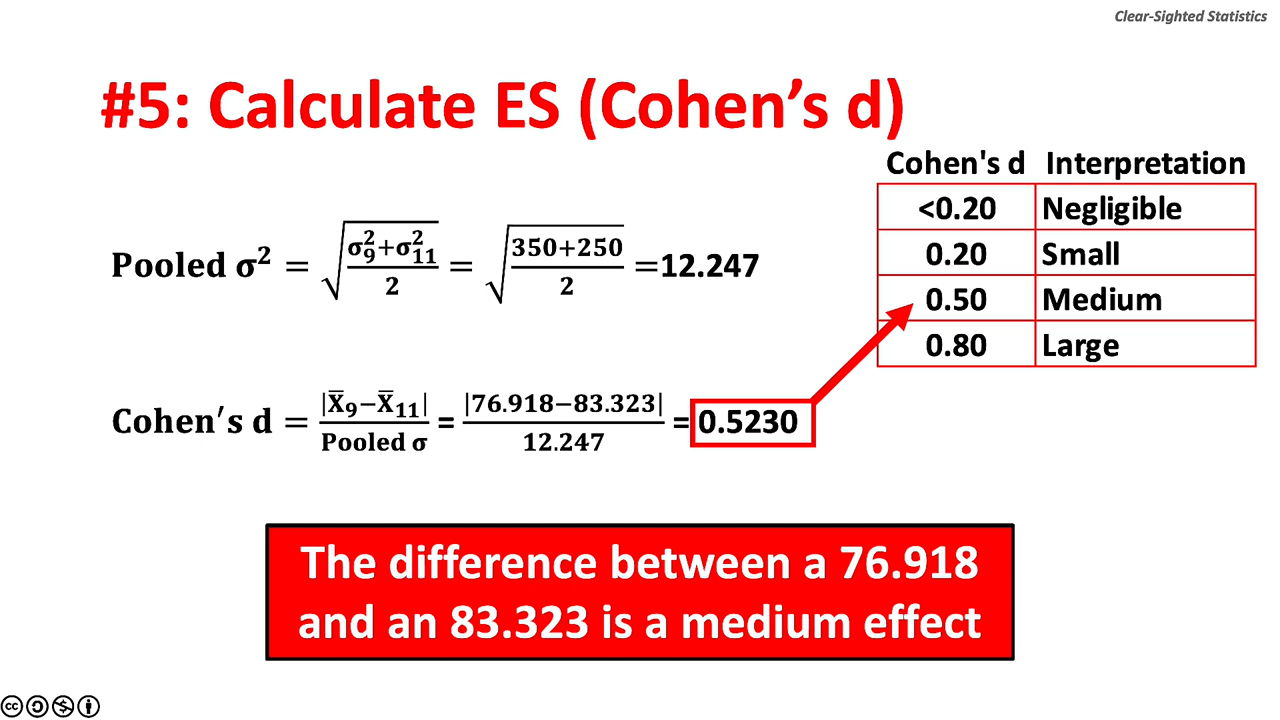 Clear-Sighted Statistics
#5: Calculate ES (Cohen’s d)
Cohen's d Interpretation
<0.20 Negligible
0.20 Small
0.50 Medium
0.80 Large
Pooled σ² = √((σ₉²+σ₁₁²)/2) = √((350+250)/2) =12.247
Cohen′s d = |X̅₉−X̅₁₁|/Pooled σ = |76.918−83.323|/12.247 = 0.5230
The difference between a 76.918
and an 83.323 is a medium effect
cc